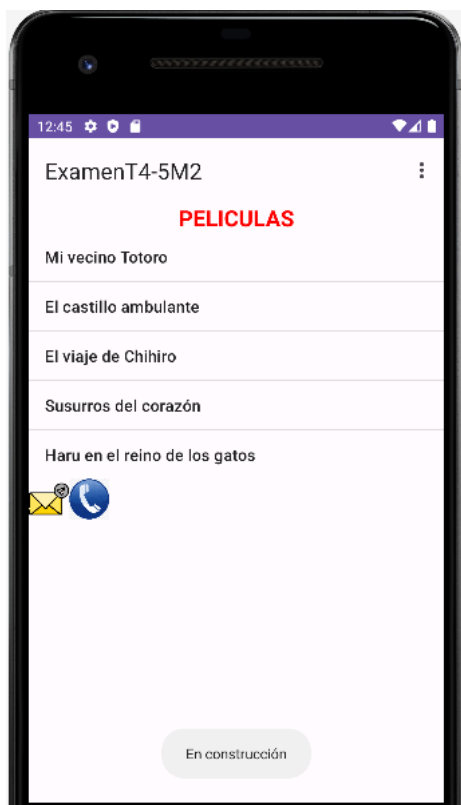 12:45
ExamenT4-5M2
PELICULAS
Mi vecino Totoro
El castillo ambulante
El viaje de Chihiro
Susurros del corazón
Haru en el reino de los gatos
En construcción